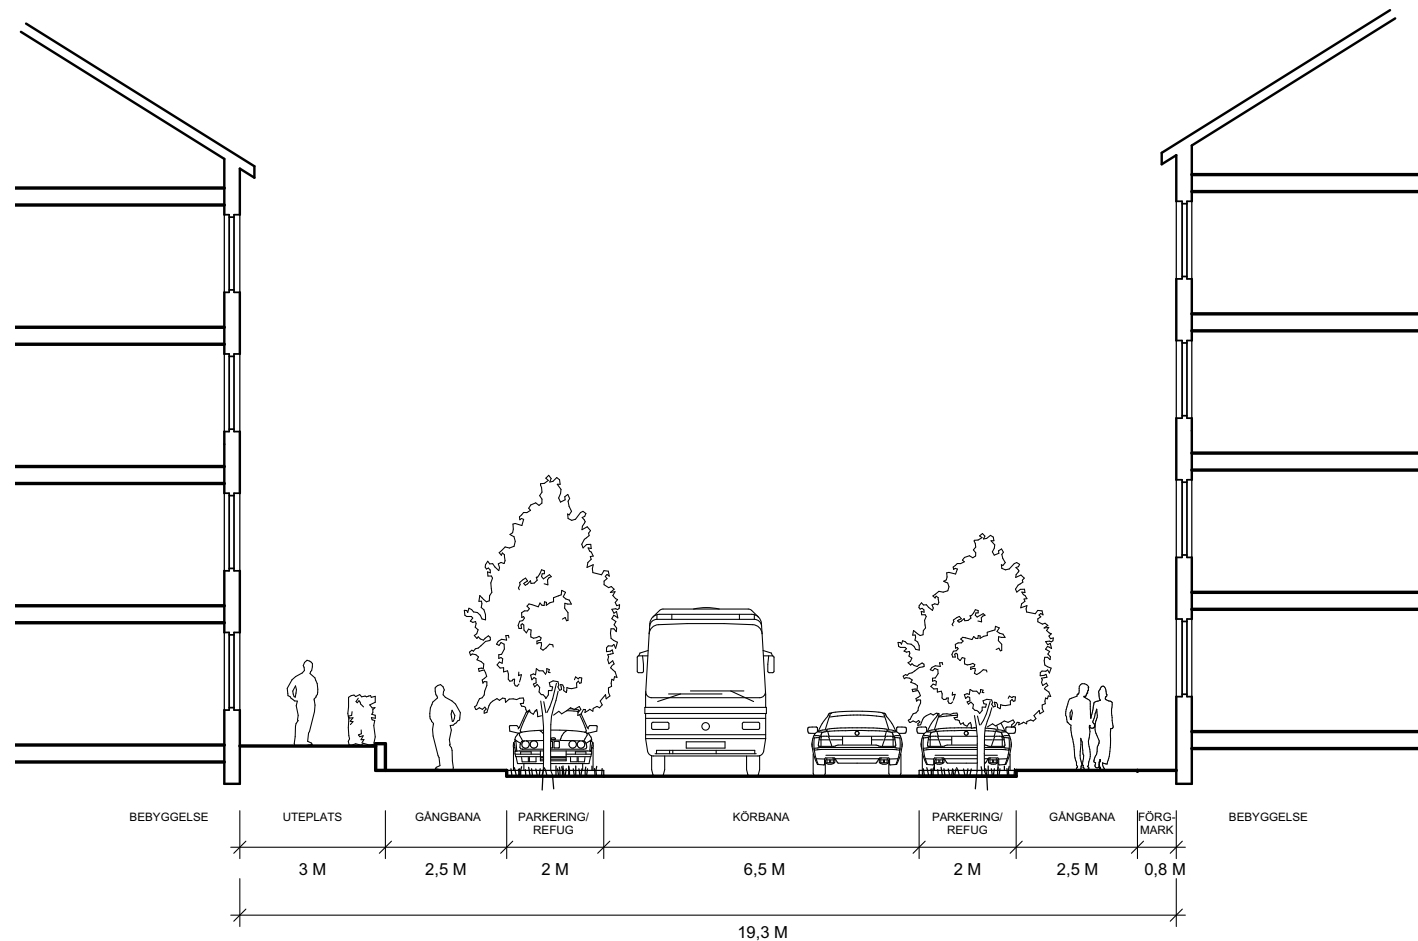 BEBYGGELSE
UTEPLATS
GÅNGBANA
PARKERING/
REFUG
KÖRBANA
PARKERING/
REFUG
GÅNGBANA
FÖRG-
MARK
BEBYGGELSE
3 M
2,5 M
2 M
6,5 M
2 M
2,5 M
0,8 M
19,3 M